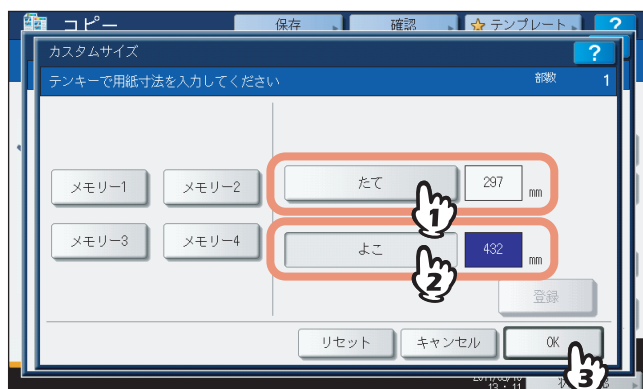 コピー
保存
確認
テンプレート
?
カスタムサイズ
?
テンキーで用紙寸法を入力してください
部数 1
メモリー1
メモリー2
たて
297 mm
1
メモリー3
メモリー4
よこ
432 mm
2
登録
リセット
キャンセル
OK
3
13:11